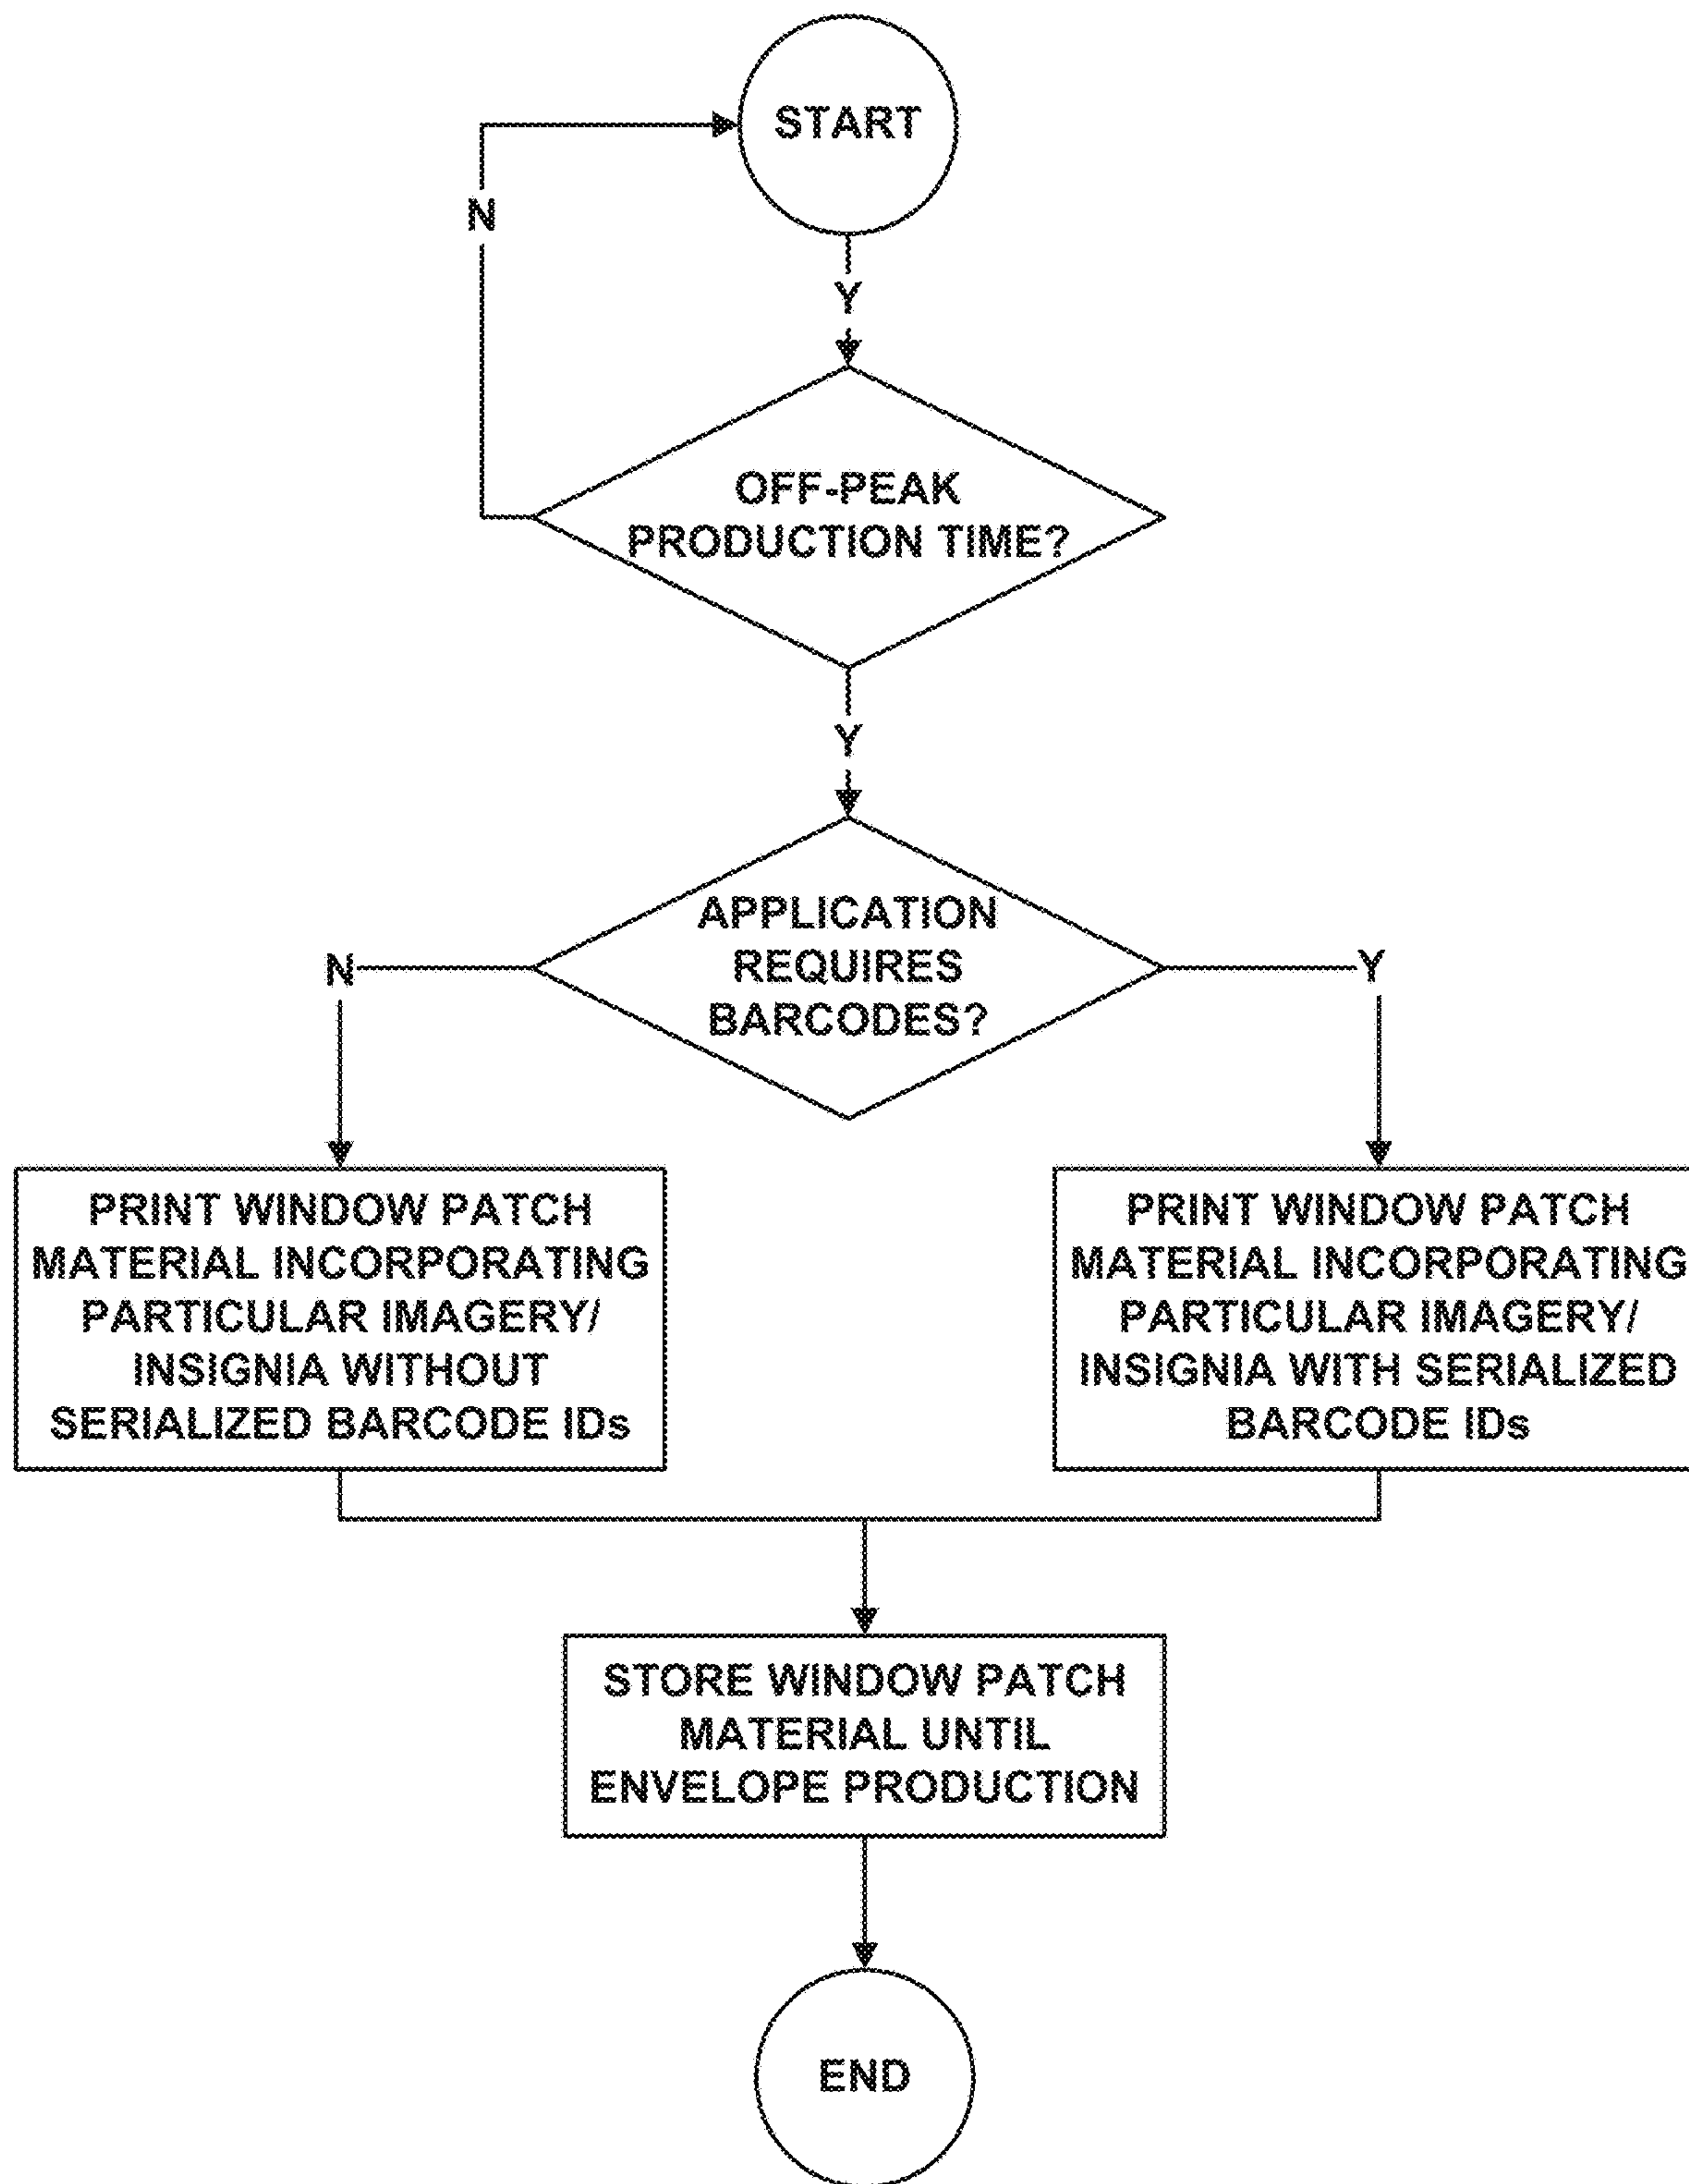 START
N
Y
OFF-PEAK
PRODUCTION TIME?
Y
APPLICATION
REQUIRES
BARCODES?
N
Y
PRINT WINDOW PATCH
MATERIAL INCORPORATING
PARTICULAR IMAGERY/
INSIGNIA WITHOUT
SERIALIZED BARCODE IDs
PRINT WINDOW PATCH
MATERIAL INCORPORATING
PARTICULAR IMAGERY/
INSIGNIA WITH SERIALIZED
BARCODE IDs
STORE WINDOW PATCH
MATERIAL UNTIL
ENVELOPE PRODUCTION
END